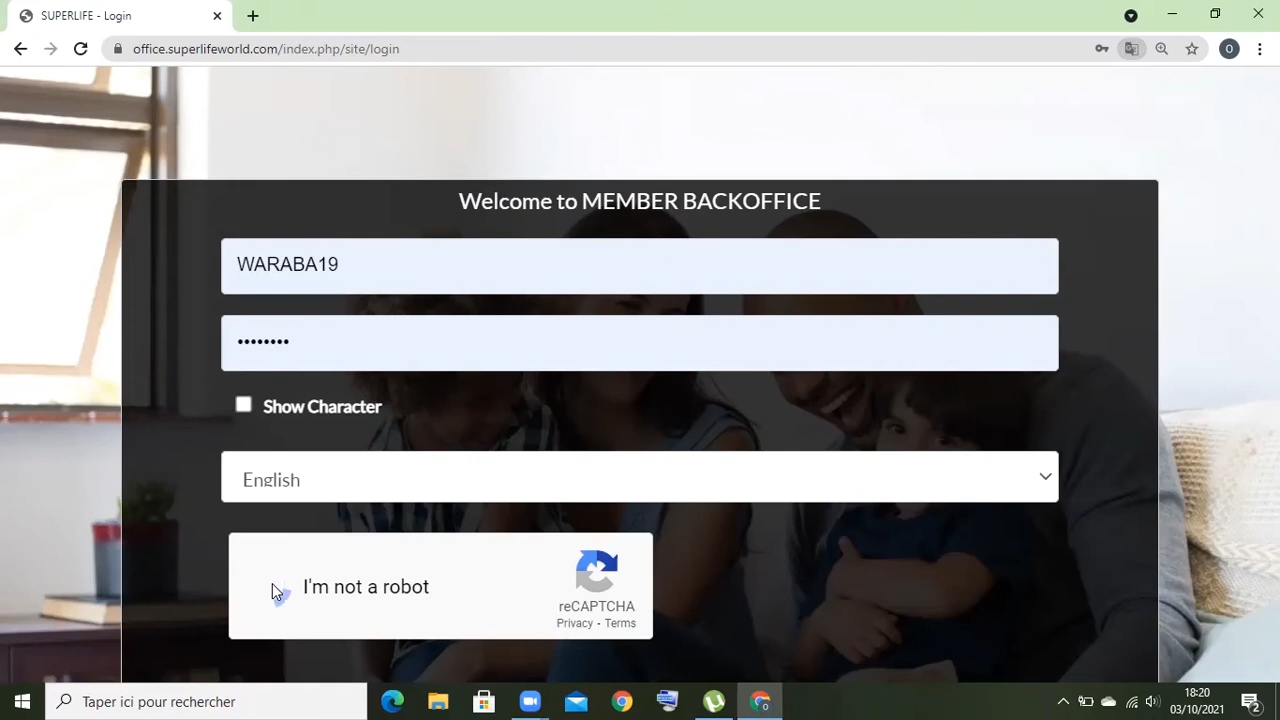 SUPERLIFE - Login
office.superlifeworld.com/index.php/site/login
O
Welcome to MEMBER BACKOFFICE
WARABA19
••••••••
Show Character
English
I'm not a robot
reCAPTCHA
Privacy - Terms
Taper ici pour rechercher
18:20
03/10/2021
2